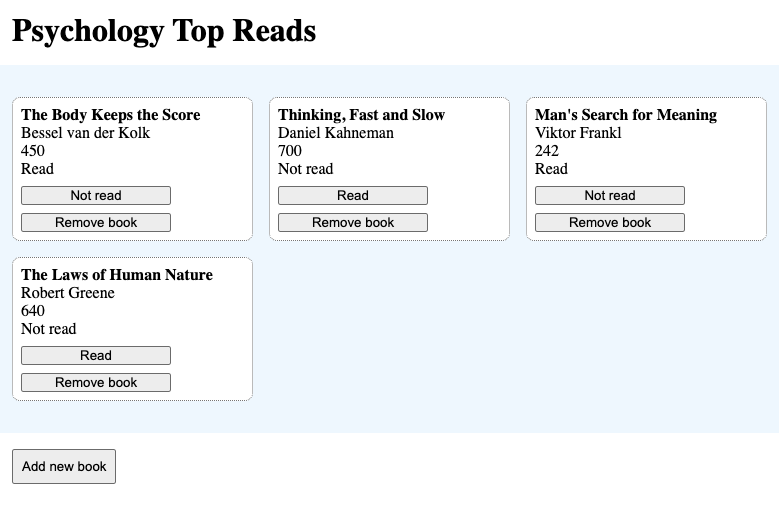 Psychology Top Reads
The Body Keeps the Score
Bessel van der Kolk
450
Read
Not read
Remove book
Thinking, Fast and Slow
Daniel Kahneman
700
Not read
Read
Remove book
Man's Search for Meaning
Viktor Frankl
242
Read
Not read
Remove book
The Laws of Human Nature
Robert Greene
640
Not read
Read
Remove book
Add new book